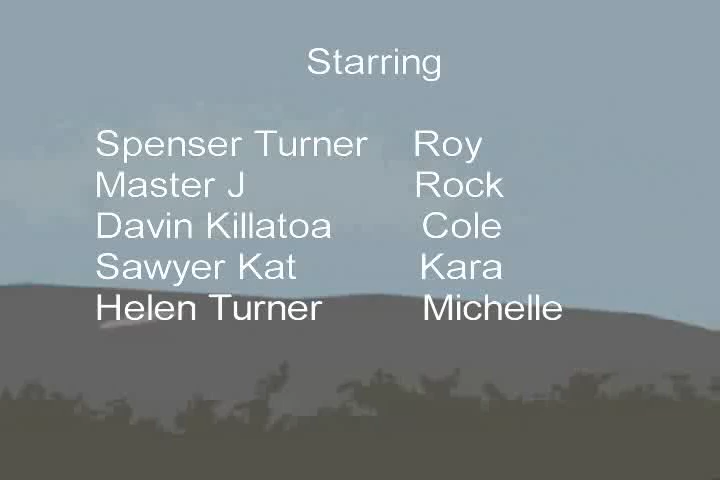 Starring
Spenser Turner Roy
Master J Rock
Davin Killatoa Cole
Sawyer Kat Kara
Helen Turner Michelle